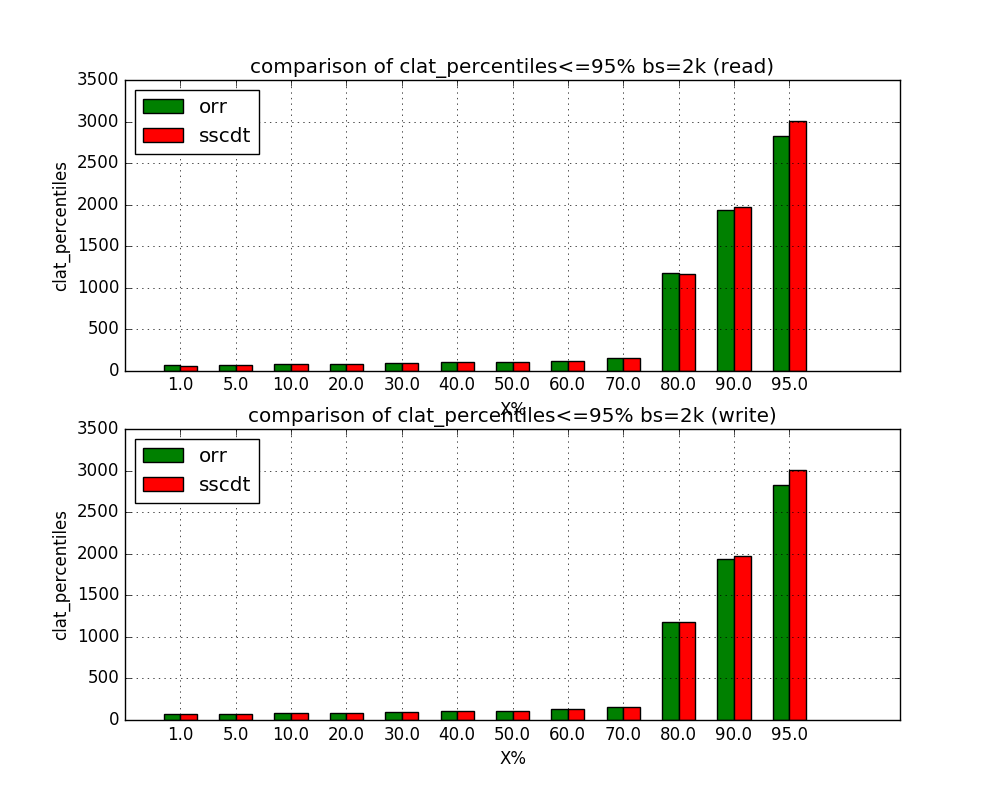 comparison of clat_percentiles<=95% bs=2k (read)
3500
3000
2500
2000
1500
1000
500
0
clat_percentiles
orr
sscdt
1.0 5.0 10.0 20.0 30.0 40.0 50.0 60.0 70.0 80.0 90.0 95.0
X%
comparison of clat_percentiles<=95% bs=2k (write)
3500
3000
2500
2000
1500
1000
500
0
clat_percentiles
orr
sscdt
1.0 5.0 10.0 20.0 30.0 40.0 50.0 60.0 70.0 80.0 90.0 95.0
X%